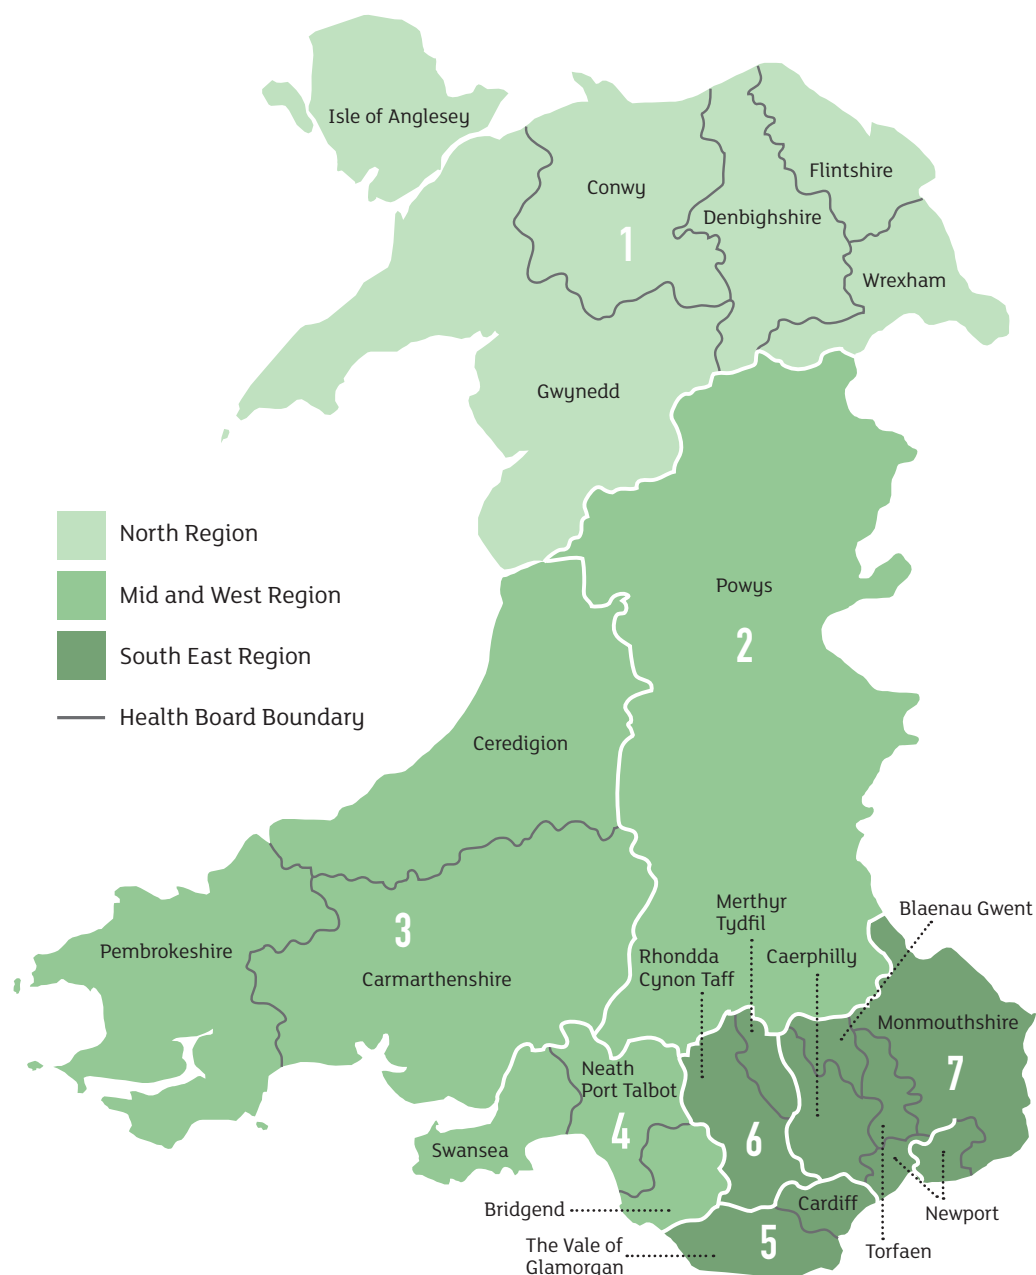 Isle of Anglesey
Flintshire
Conwy
Denbighshire
1
Wrexham
Gwynedd
North Region
Mid and West Region
South East Region
Health Board Boundary
Powys
2
Ceredigion
Merthyr
Tydfil
Blaenau Gwent
3
Pembrokeshire
Carmarthenshire
Rhondda
Cynon Taff
Caerphilly
Monmouthshire
Neath
Port Talbot
7
4
6
Swansea
Bridgend
Cardiff
Newport
The Vale of
Glamorgan
5
Torfaen